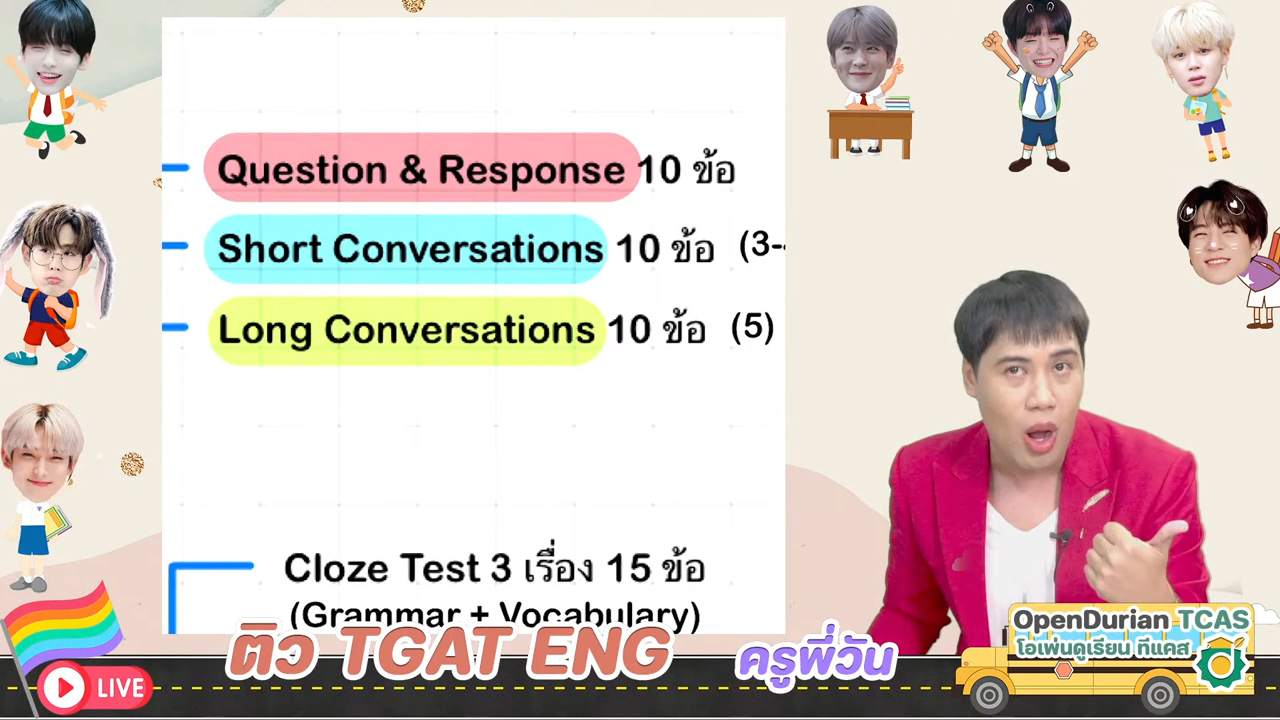 Question & Response 10 ข้อ
Short Conversations 10 ข้อ (3-
Long Conversations 10 ข้อ (5)
Cloze Test 3 เรื่อง 15 ข้อ
(Grammar + Vocabulary)
ติว TGAT ENG
ครูพี่วัน
LIVE
OpenDurian TCAS
โอเพ่นดูเรียน ทีแคส